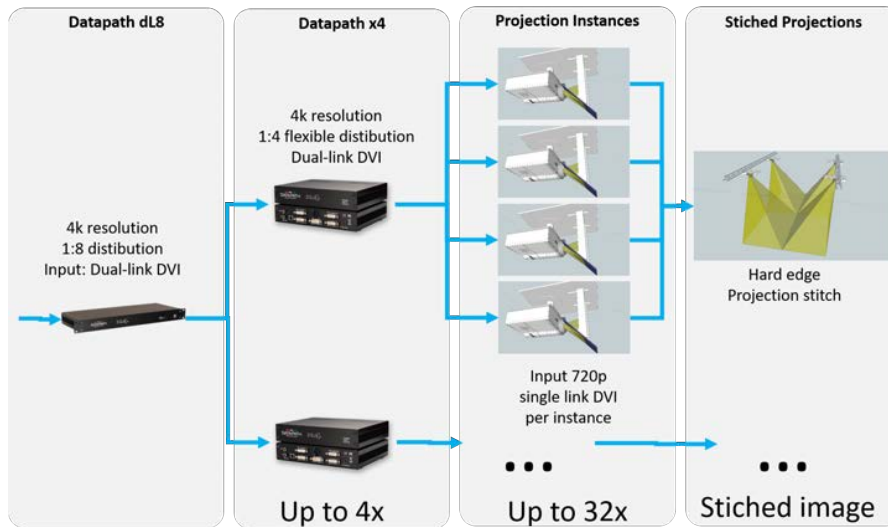 Datapath dL8
Datapath x4
Projection Instances
Stiched Projections
4k resolution
1:8 distibution
Input: Dual-link DVI
4k resolution
1:4 flexible distibution
Dual-link DVI
Input 720p
single link DVI
per instance
Hard edge
Projection stitch
Up to 4x
Up to 32x
Stiched image